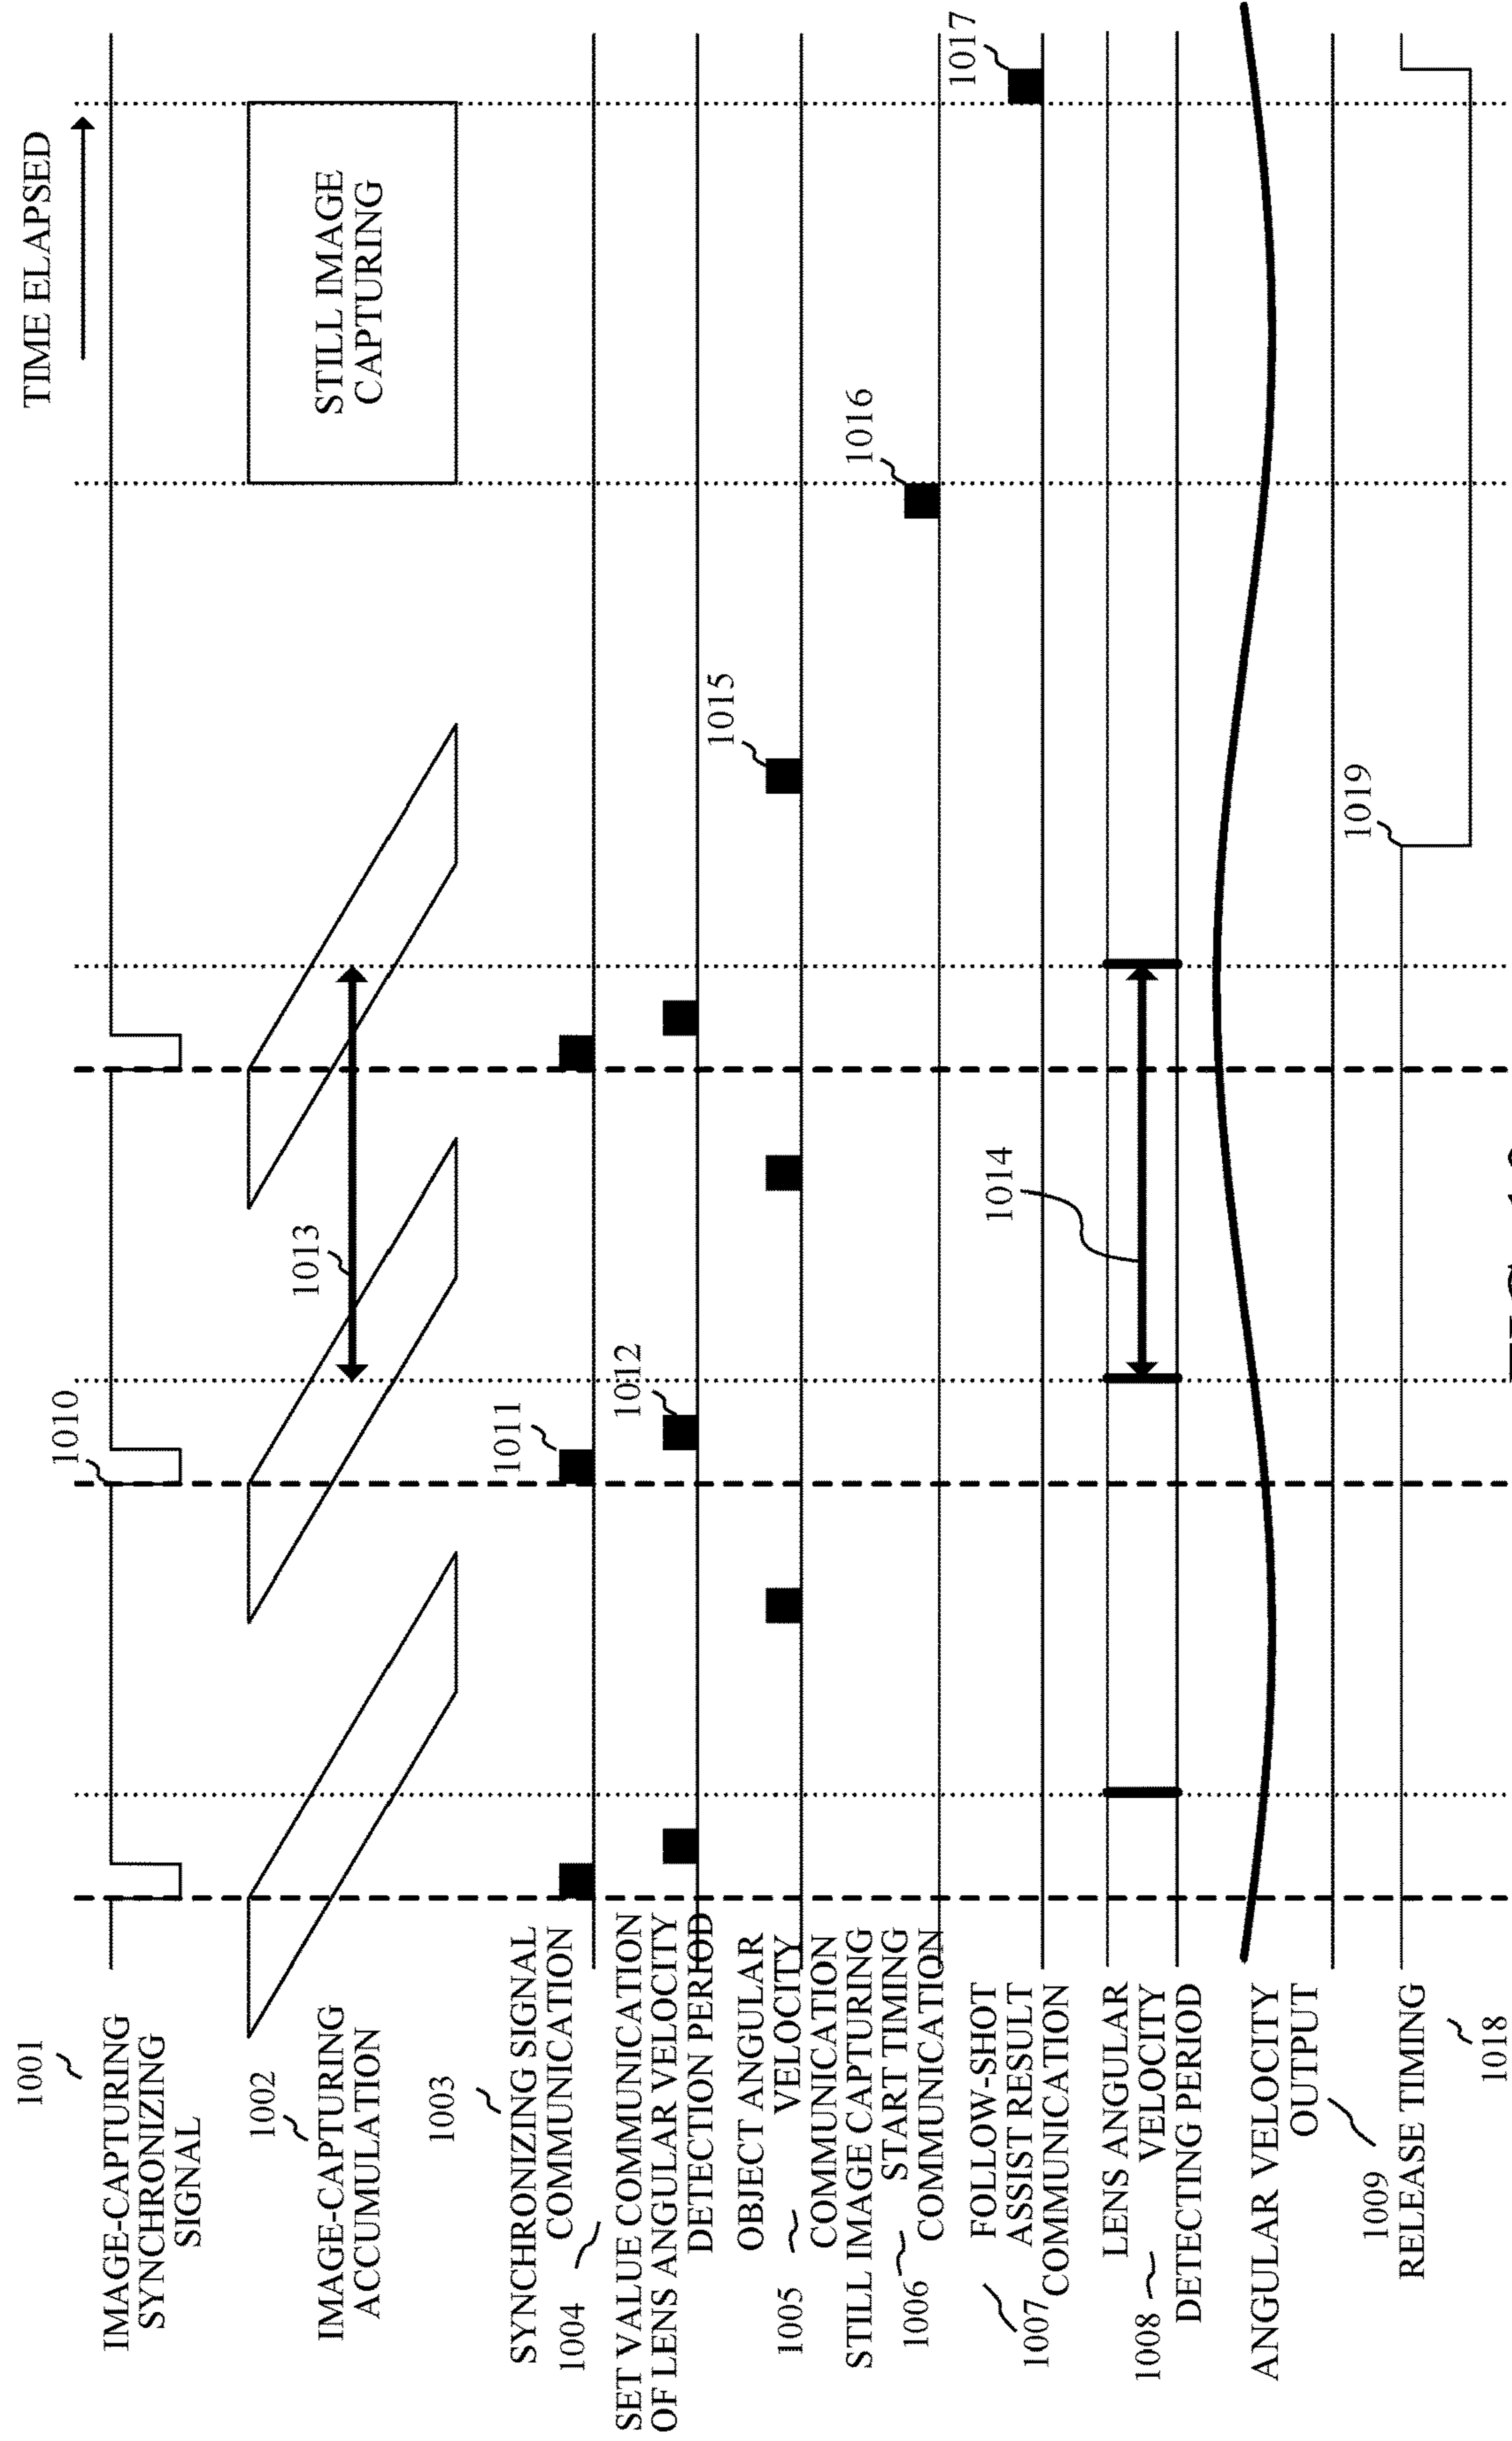 TIME ELAPSED
1001
IMAGE-CAPTURING
SYNCHRONIZING
SIGNAL
1010
1002
IMAGE-CAPTURING
ACCUMULATION
1013
STILL IMAGE
CAPTURING
1003
SYNCHRONIZING SIGNAL
COMMUNICATION
1011
1004
SET VALUE COMMUNICATION
OF LENS ANGULAR VELOCITY
DETECTION PERIOD
1012
1005
OBJECT ANGULAR
VELOCITY
COMMUNICATION
1015
1006
STILL IMAGE CAPTURING
START TIMING
COMMUNICATION
1016
1007
FOLLOW-SHOT
ASSIST RESULT
COMMUNICATION
1017
1008
LENS ANGULAR
VELOCITY
DETECTING PERIOD
1014
ANGULAR VELOCITY
OUTPUT
1009
RELEASE TIMING
1019
1018